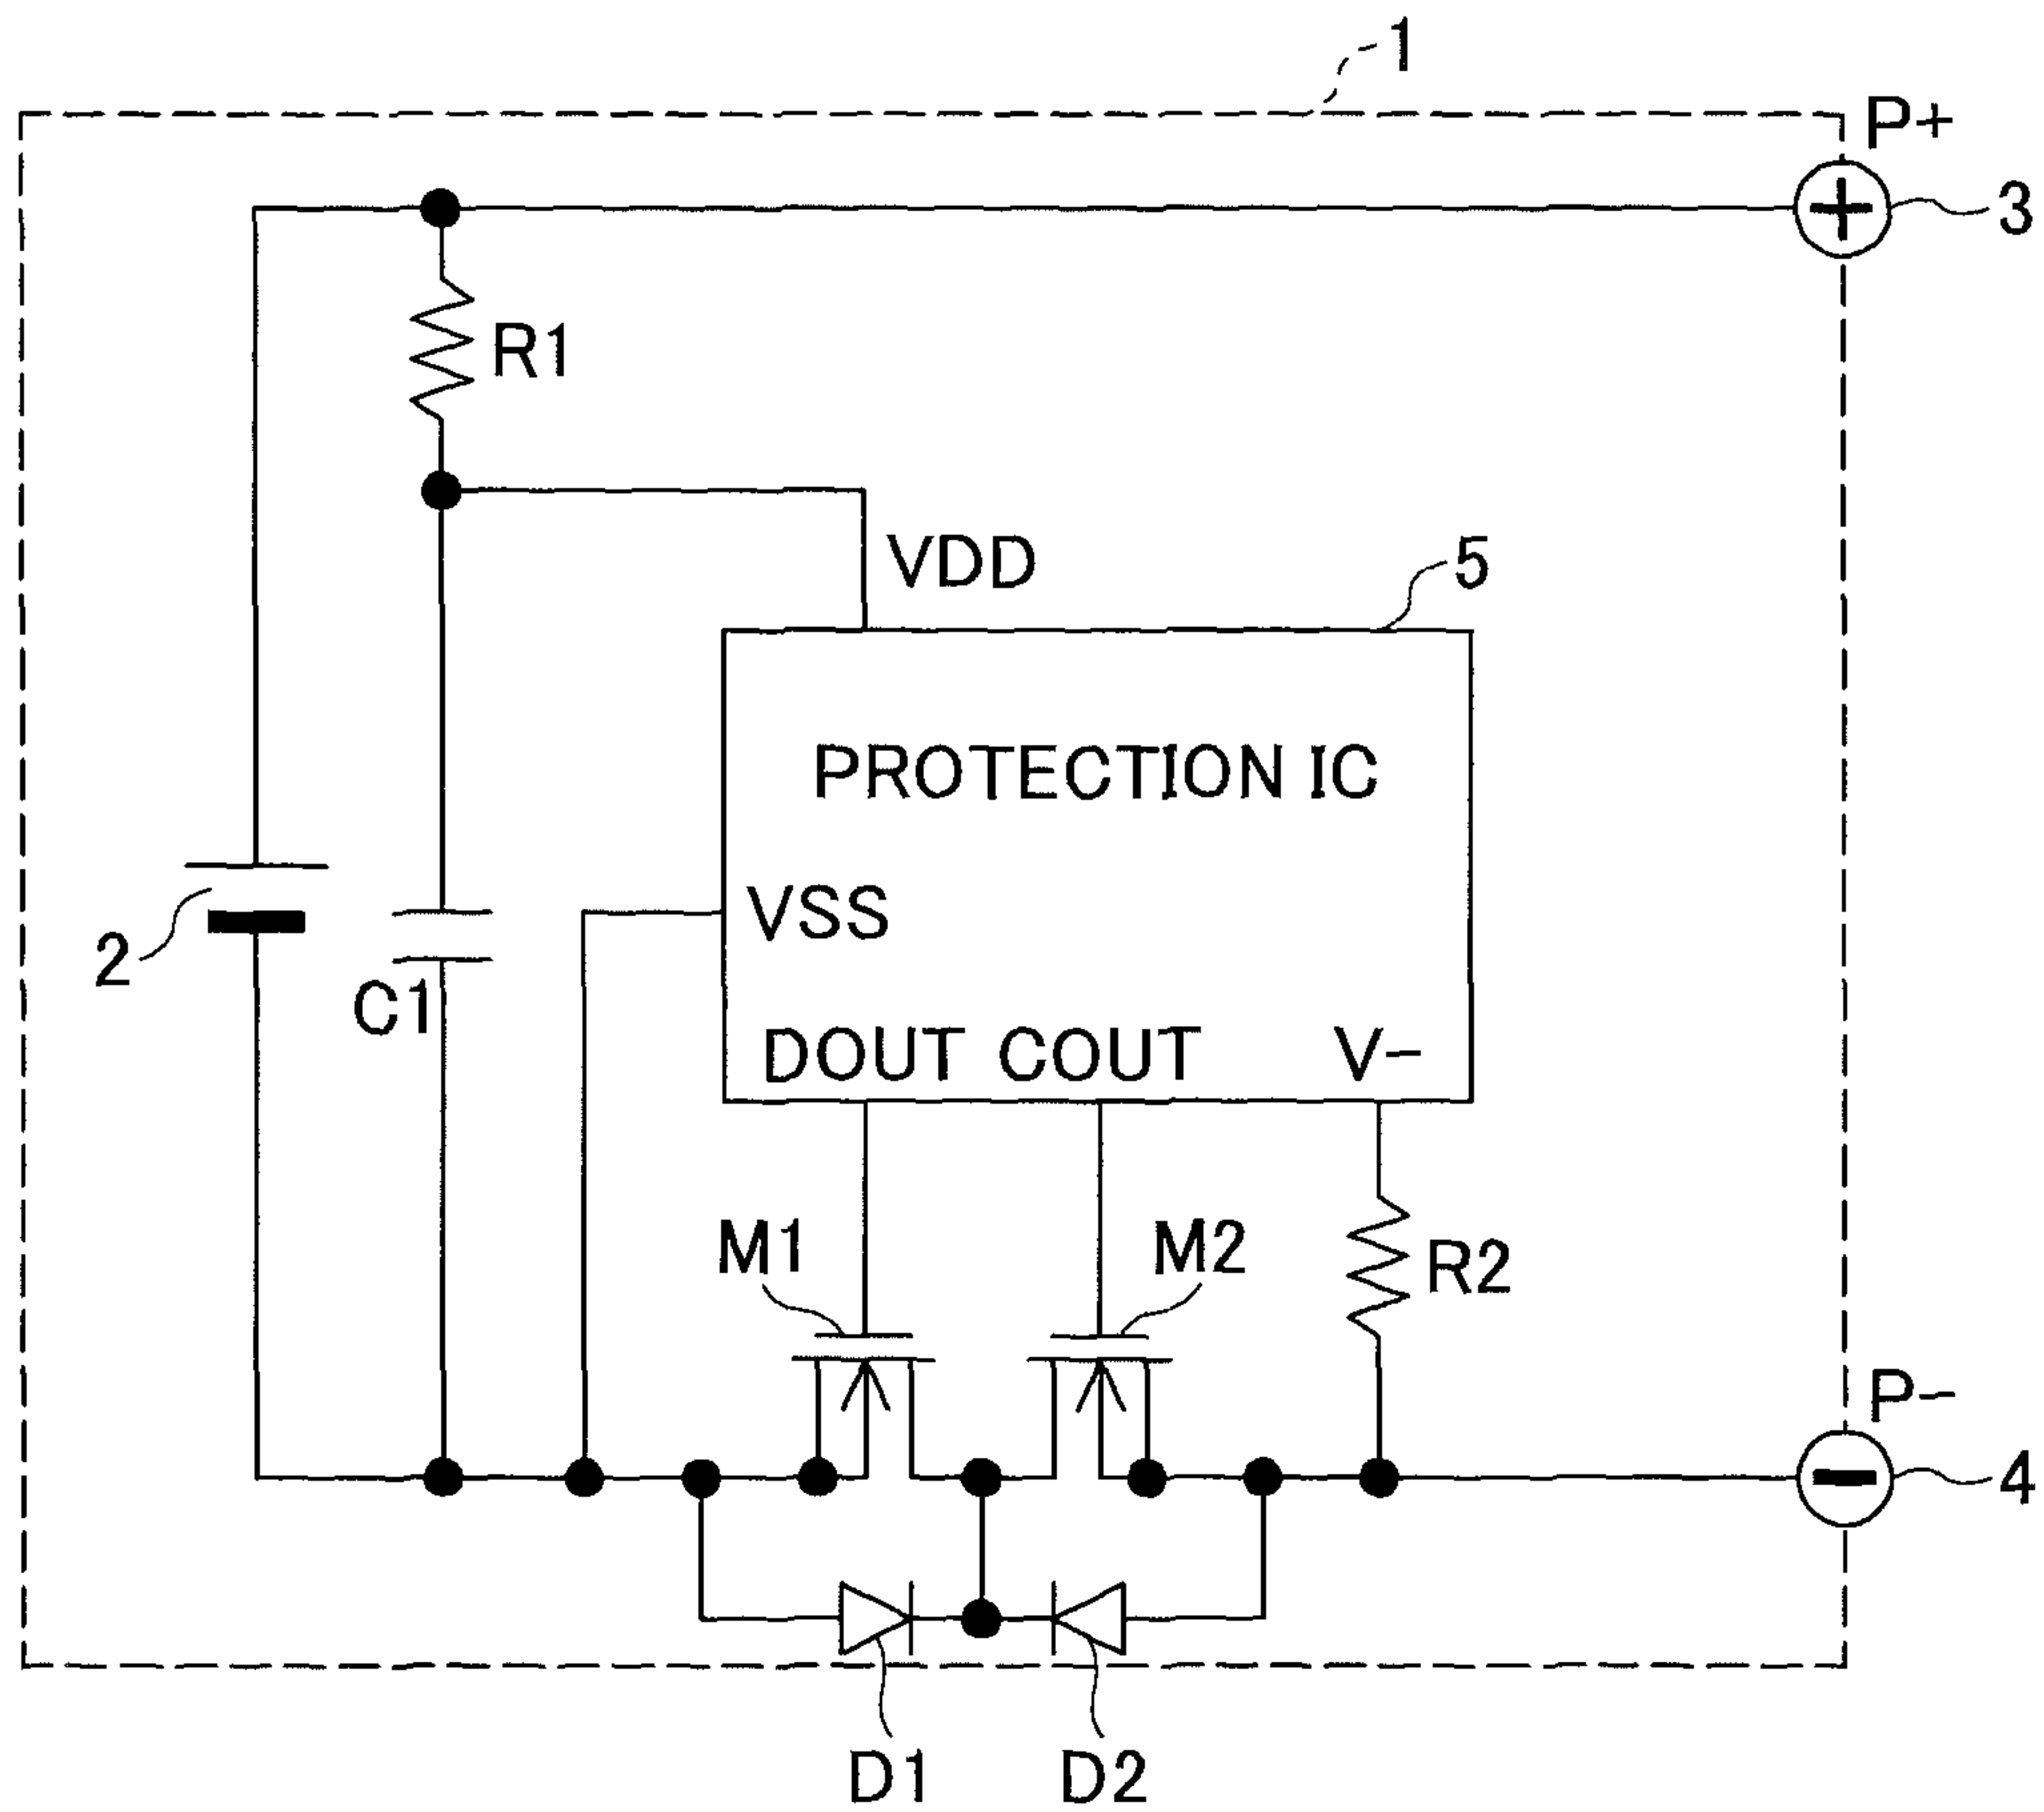 1
P+
3
R1
VDD
5
PROTECTION IC
VSS
2
C1
DOUT COUT V-
M1
M2
R2
P-
4
D1
D2